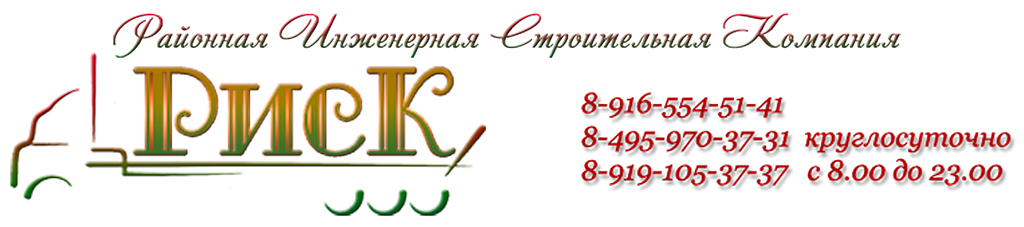 Районная Инженерная Строительная Компания
РисК
8-916-554-51-41
8-495-970-37-31 круглосуточно
8-919-105-37-37 с 8.00 до 23.00